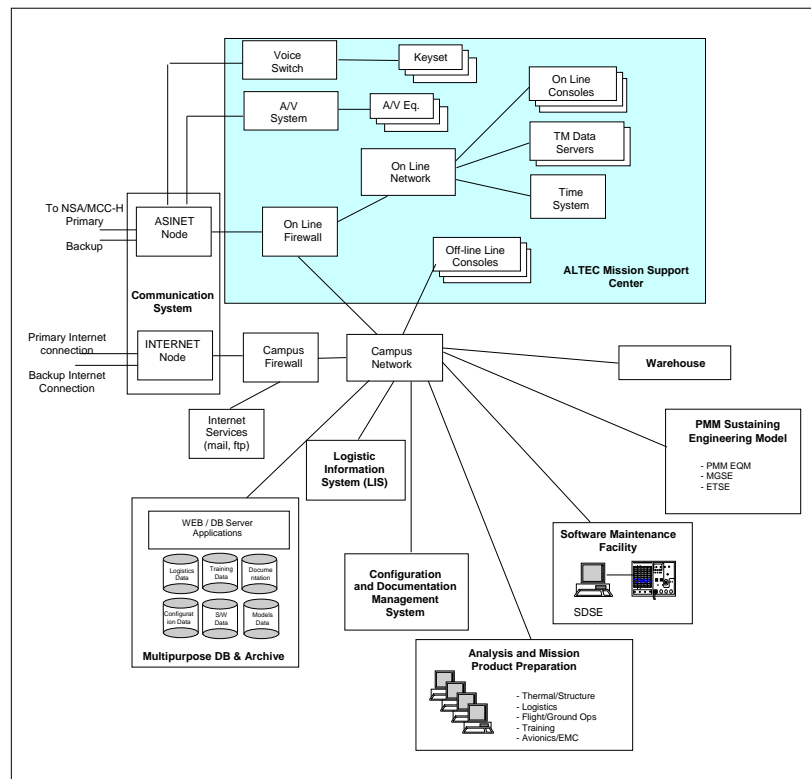 Voice
Switch
Keyset
On Line
Consoles
A/V
System
A/V Eq.
TM Data
Servers
On Line
Network
To NSA/MCC-H
Primary
Backup
ASINET
Node
On Line
Firewall
Time
System
Off-line Line
Consoles
ALTEC Mission Support
Center
Communication
System
Primary Internet
connection
Backup Internet
Connection
INTERNET
Node
Campus
Firewall
Campus
Network
Warehouse
Internet
Services
(mail, ftp)
Logistic
Information
System (LIS)
PMM Sustaining
Engineering Model
- PMM EQM
- MGSE
- ETSE
WEB / DB Server
Applications
Logistics
Data
Training
Data
Docume
ntation
Configurat
ion Data
S/W
Data
Models
Data
Multipurpose DB & Archive
Configuration
and Documentation
Management
System
Software Maintenance
Facility
SDSE
Analysis and Mission
Product Preparation
- Thermal/Structure
- Logistics
- Flight/Ground Ops
- Training
- Avionics/EMC